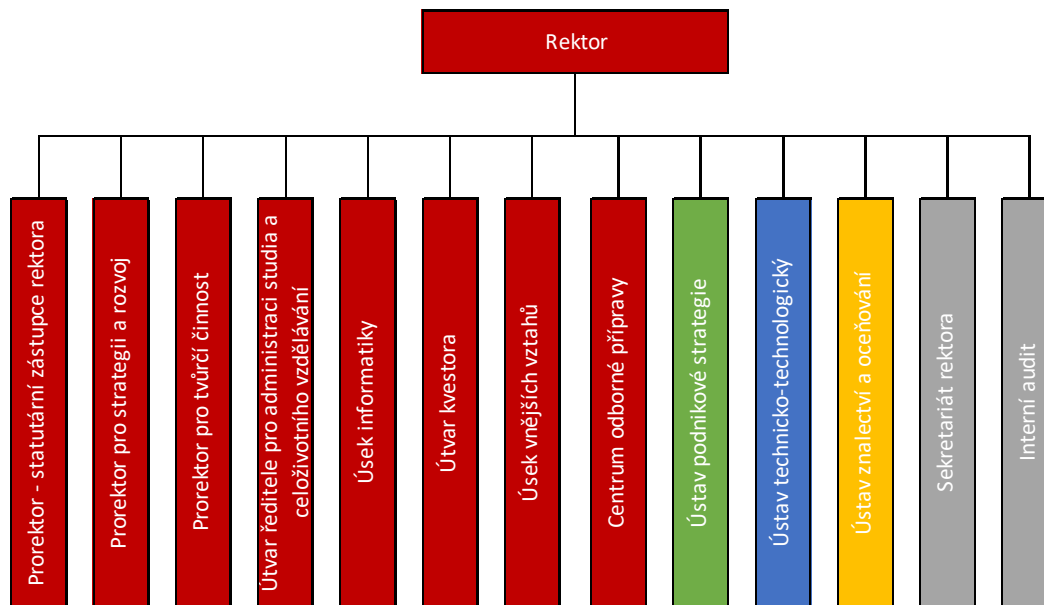 Rektor
Prorektor - statutární zástupce rektora
Prorektor pro strategii a rozvoj
Prorektor pro tvůrčí činnost
Útvar ředitele pro administraci studia a
celoživotního vzdělávání
Úsek informatiky
Útvar kvestora
Úsek vnějších vztahů
Centrum odborné přípravy
Ústav podnikové strategie
Ústav technicko-technologický
Ústav znalectví a oceňování
Sekretariát rektora
Interní audit